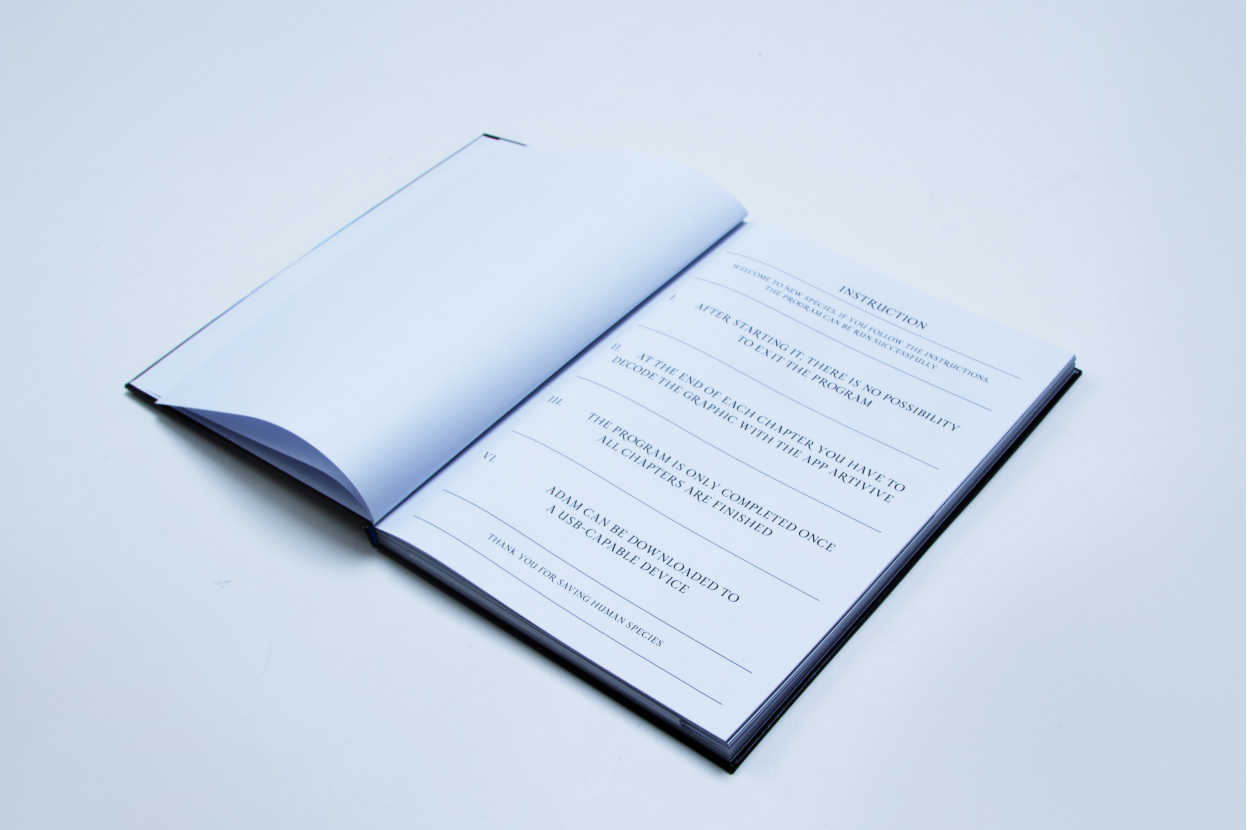 INSTRUCTION
WELCOME TO NEW SPECIES. IF YOU FOLLOW THE INSTRUCTIONS,
THE PROGRAM CAN BE RUN SUCCESSFULLY
I.
AFTER STARTING IT, THERE IS NO POSSIBILITY
TO EXIT THE PROGRAM
II.
AT THE END OF EACH CHAPTER YOU HAVE TO
DECODE THE GRAPHIC WITH THE APP ARTIVIVE
III.
THE PROGRAM IS ONLY COMPLETED ONCE
ALL CHAPTERS ARE FINISHED
VI.
ADAM CAN BE DOWNLOADED TO
A USB-CAPABLE DEVICE
THANK YOU FOR SAVING HUMAN SPECIES